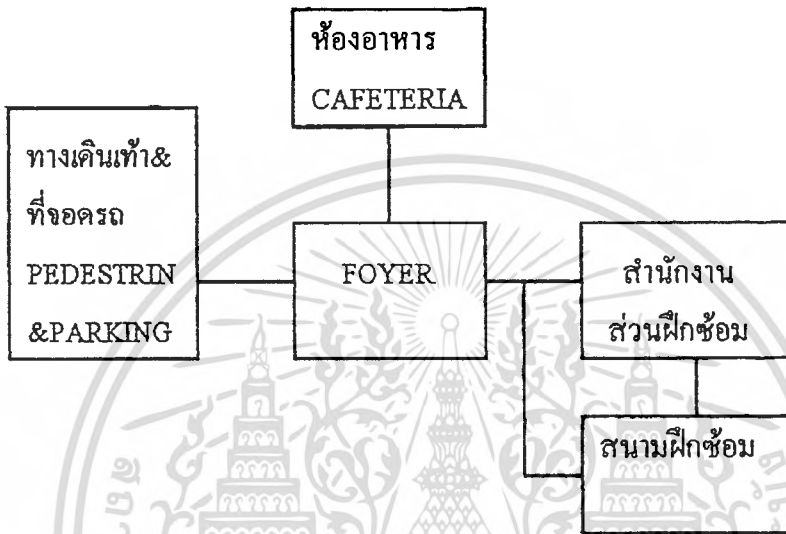 ห้องอาหาร
CAFETERIA
ทางเดินเท้า&
ที่จอดรถ
PEDESTRIN
&PARKING
FOYER
สำนักงาน
ส่วนฝึกซ้อม
สนามฝึกซ้อม